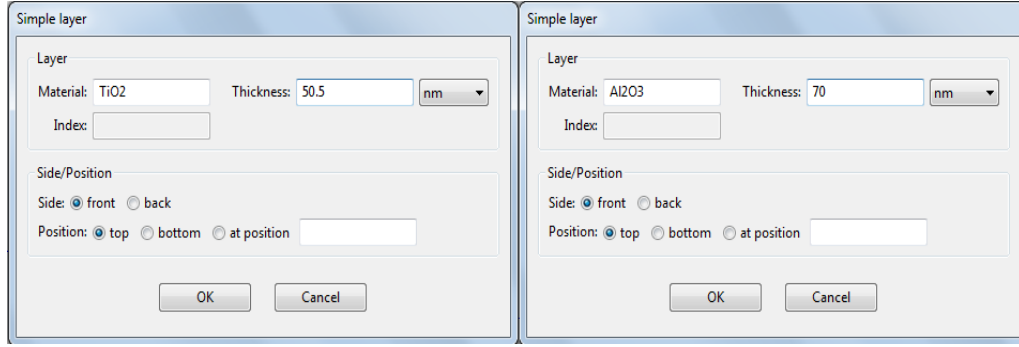 Simple layer
Layer
Material: TiO2 Thickness: 50.5 nm
Index:
Side/Position
Side: front back
Position: top bottom at position
OK Cancel
Simple layer
Layer
Material: Al2O3 Thickness: 70 nm
Index:
Side/Position
Side: front back
Position: top bottom at position
OK Cancel